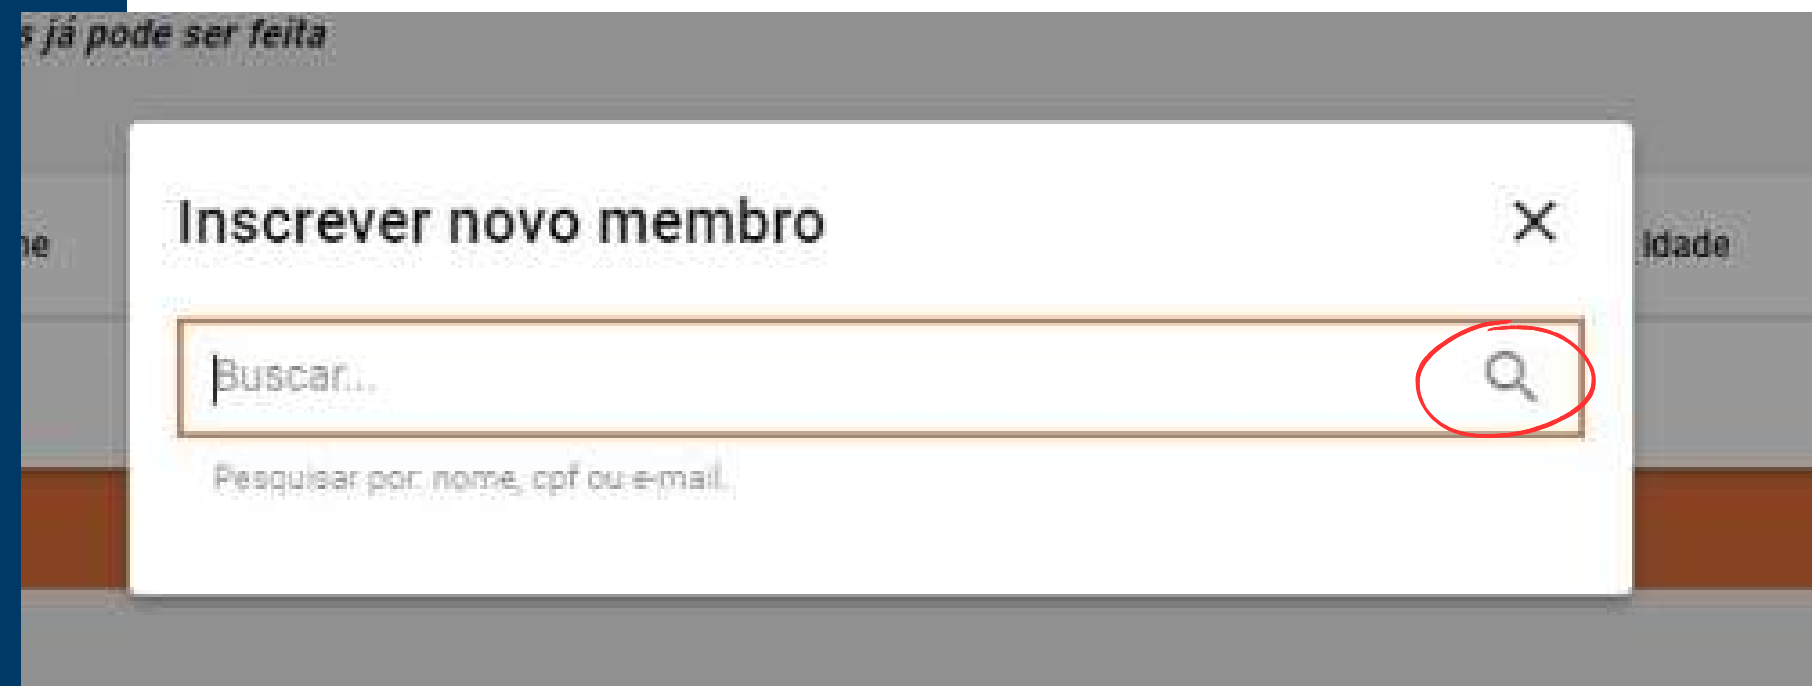 já pode ser feita
Inscrever novo membro
idade
Buscar...
Pesquisar por: nome, cpf ou e-mail.